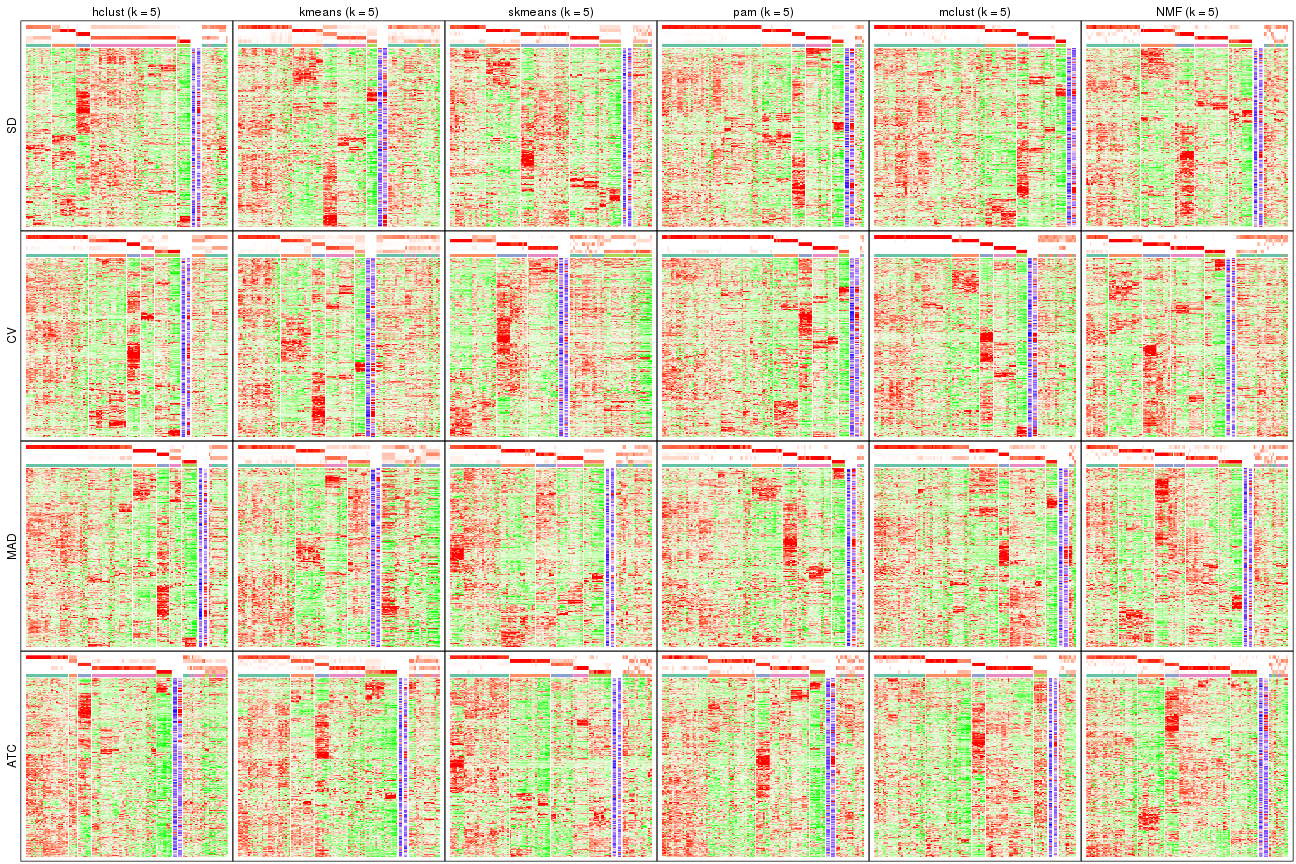 hclust (k = 5)
kmeans (k = 5)
skmeans (k = 5)
pam (k = 5)
mclust (k = 5)
NMF (k = 5)
SD
CV
MAD
ATC